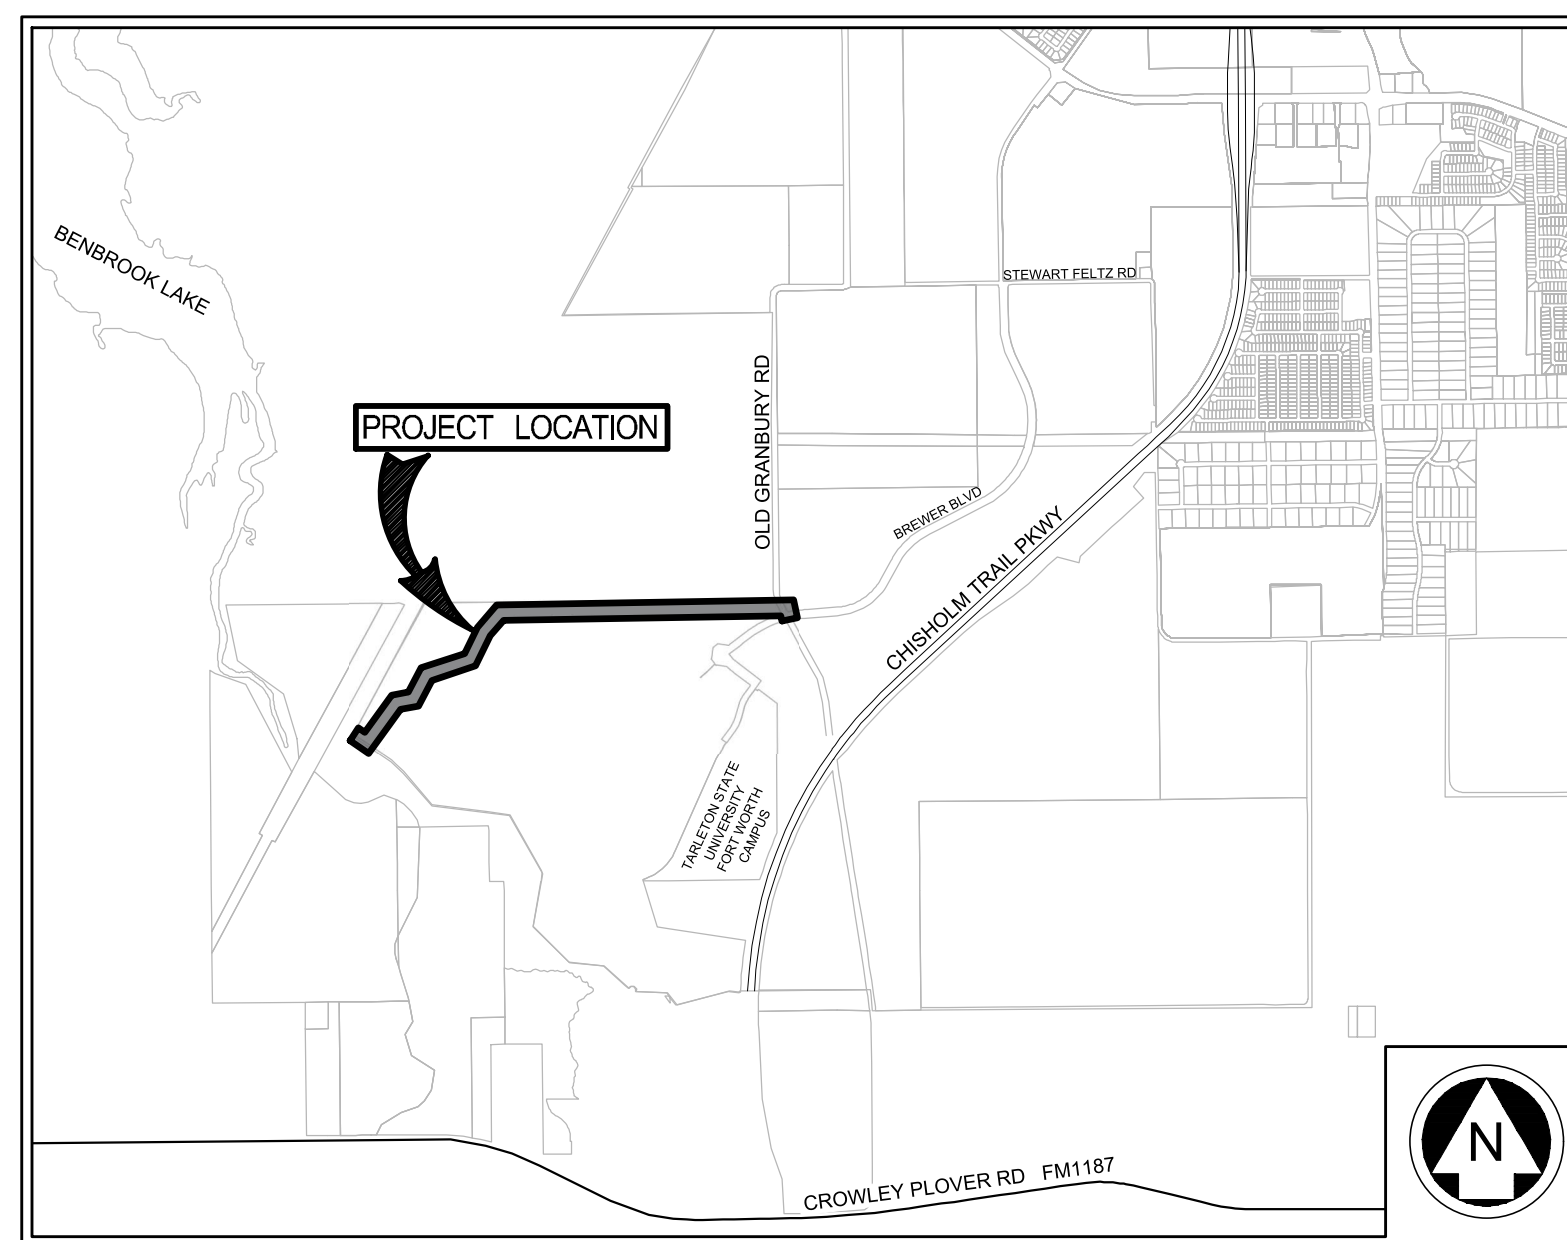 BENBROOK LAKE
STEWART FELTZ RD
OLD GRANBURY RD
PROJECT LOCATION
BREWER BLVD
CHISHOLM TRAIL PKWY
TARLETON STATE
UNIVERSITY
FORT WORTH
CAMPUS
CROWLEY PLOVER RD FM1187
N